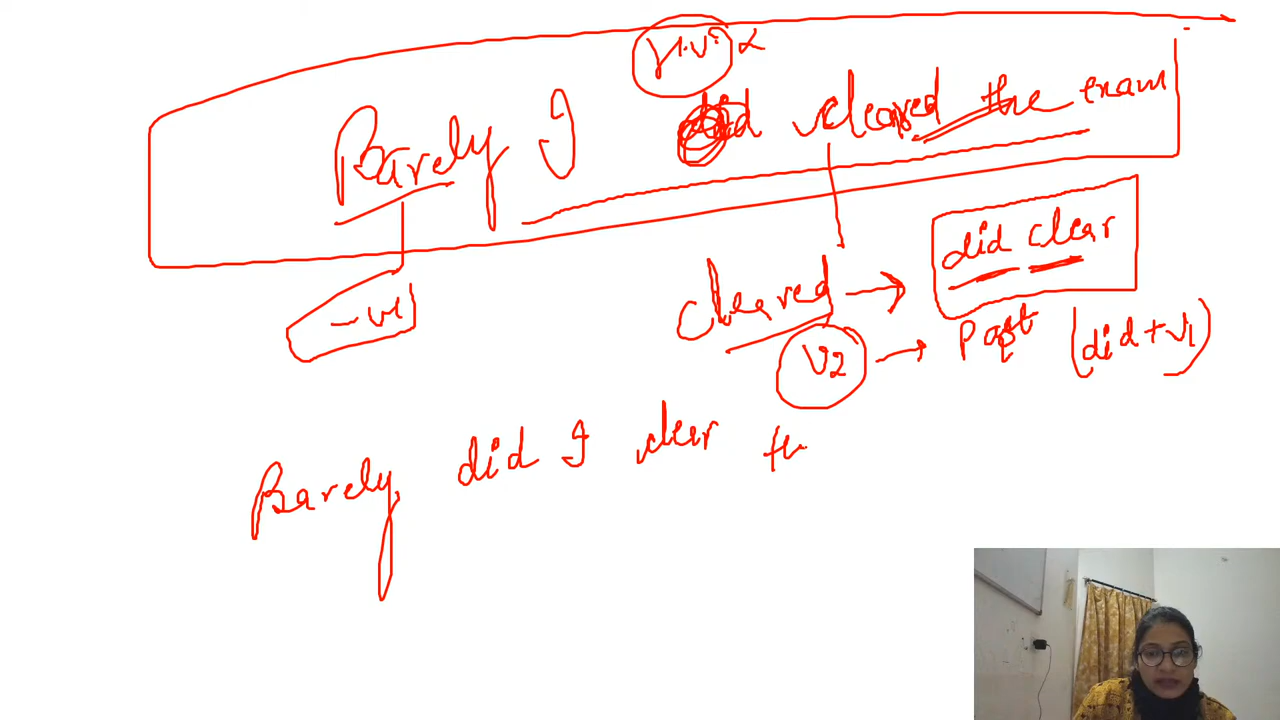 H.V
Barely I did cleared the exam
did clear
-ve
cleared →
V2 → Past (did + V1)
Barely did I clear th